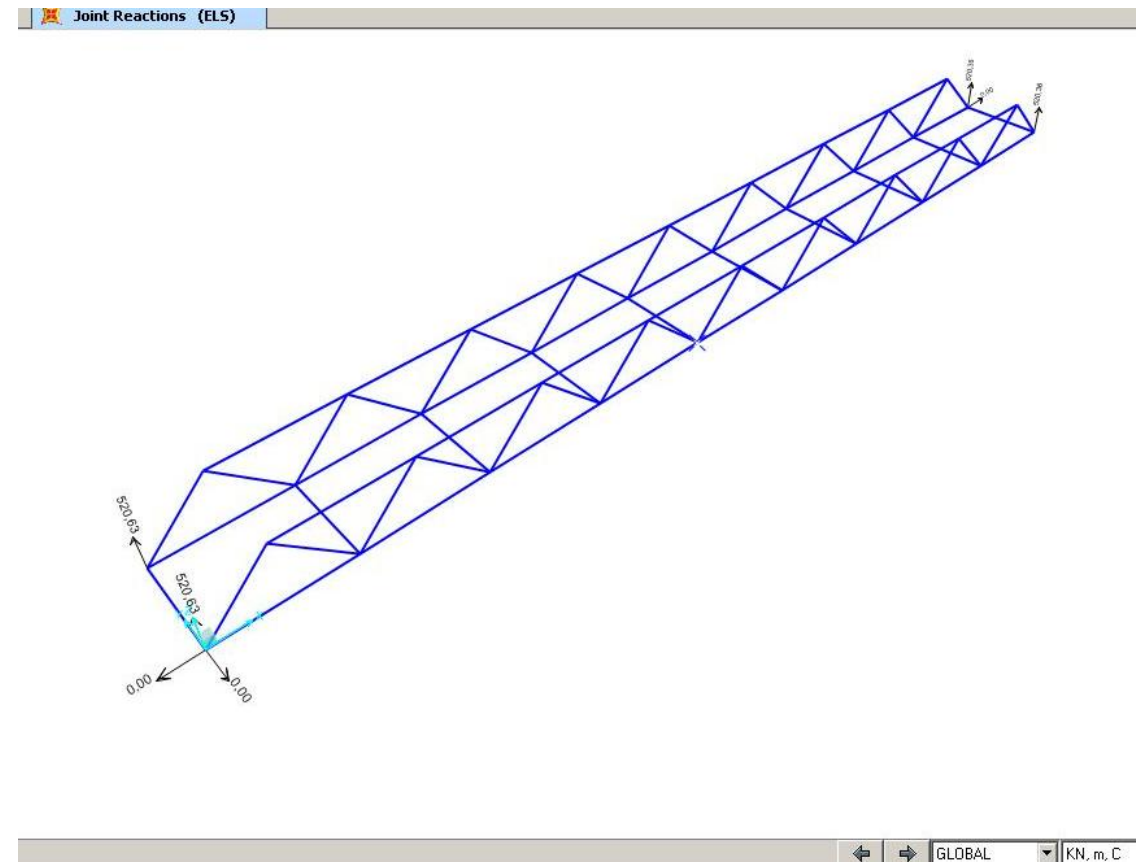 Joint Reactions (ELS)
520,63
520,63
0,00
0,00
GLOBAL
KN, m, C